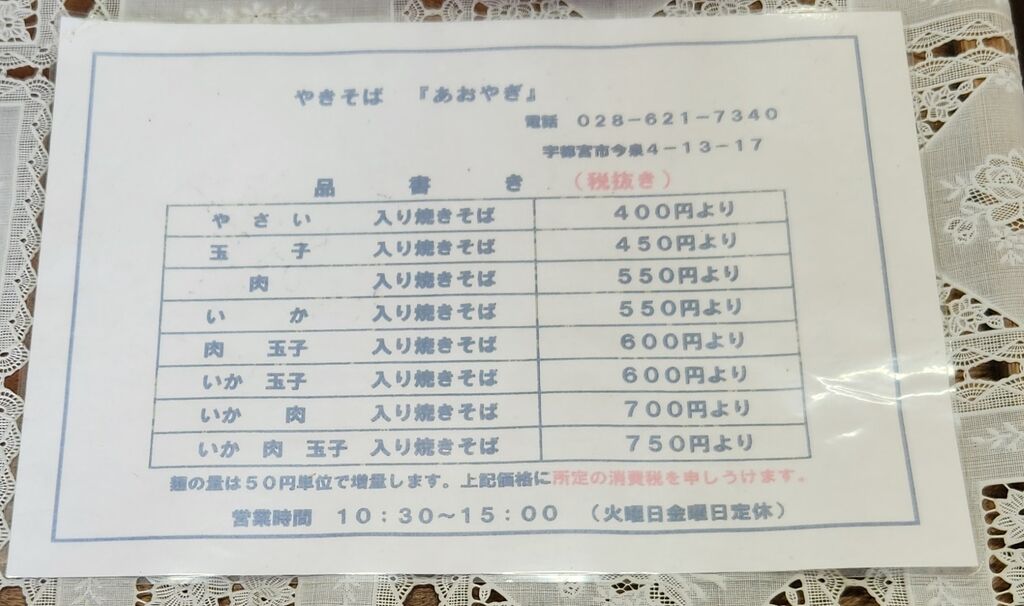 やきそば 『あおやぎ』
電話 028-621-7340
宇都宮市今泉4-13-17
品書き (税抜き)
やさい 入り焼きそば 400円より
玉子 入り焼きそば 450円より
肉 入り焼きそば 550円より
いか 入り焼きそば 550円より
肉 玉子 入り焼きそば 600円より
いか 玉子 入り焼きそば 600円より
いか 肉 入り焼きそば 700円より
いか 肉 玉子 入り焼きそば 750円より
麺の量は50円単位で増量します。上記価格に所定の消費税を申しうけます。
営業時間 10:30~15:00 (火曜日金曜日定休)